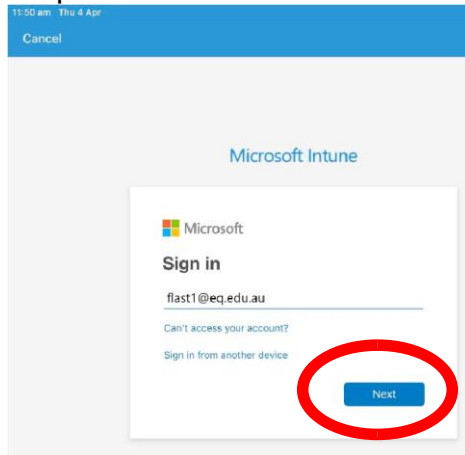 11:50 am Thu 4 Apr
Cancel
Microsoft Intune
Microsoft
Sign in
flast1@eq.edu.au
Can't access your account?
Sign in from another device
Next